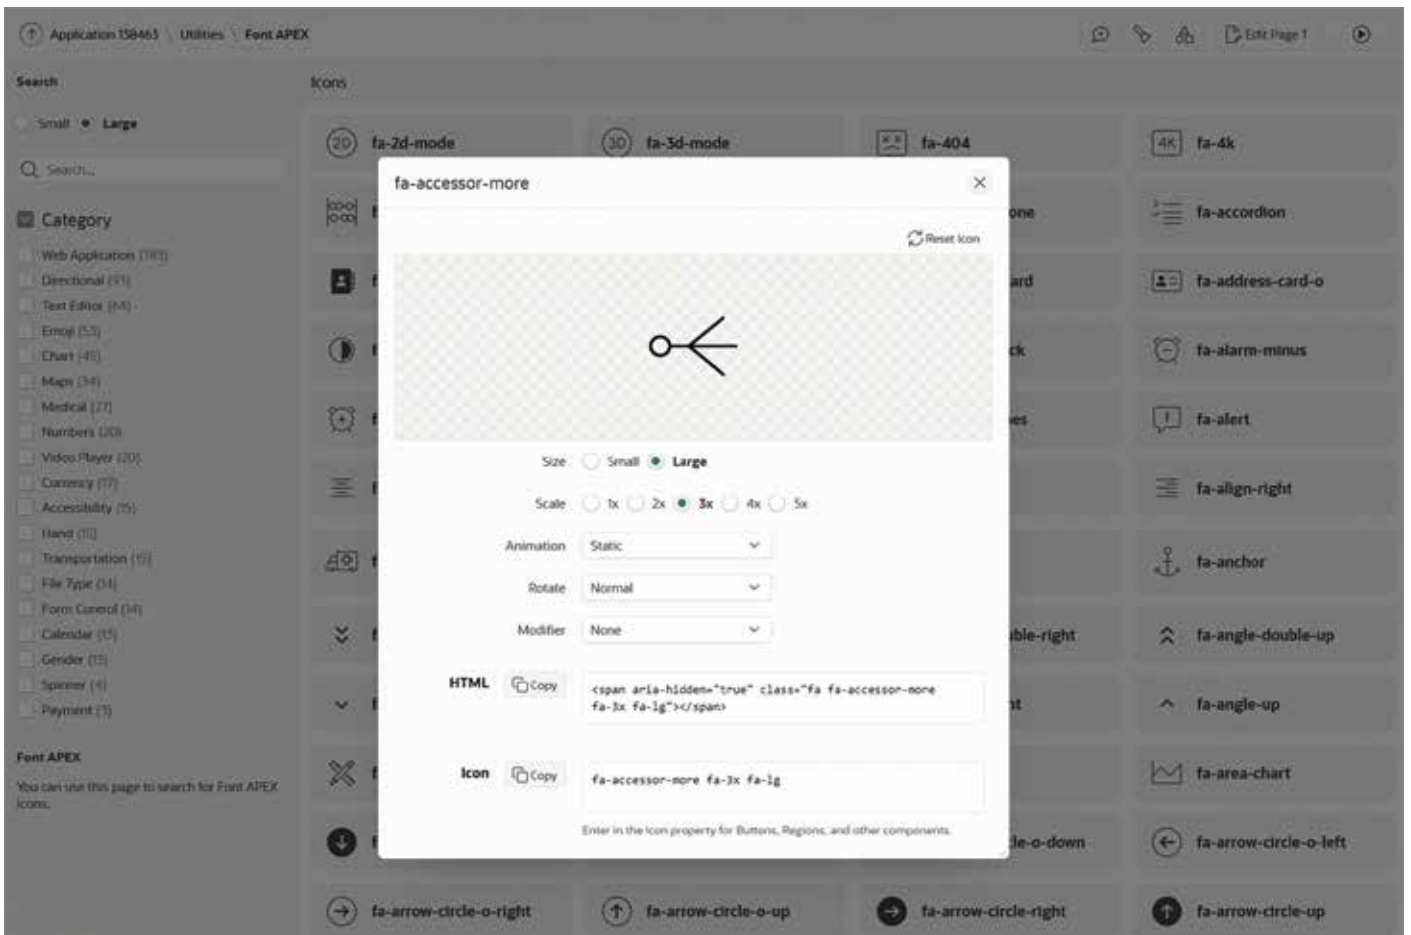 Application 158463 \ Utilities \ Font APEX
Edit Page 1
Search
Small Large
Search...
Category
Web Application
Directional
Text Editor (64)
Emoji (53)
Chart (45)
Maps (34)
Medical (27)
Numbers (20)
Video Player (20)
Currency (17)
Accessibility (15)
Hand
Transportation (15)
File Type (14)
Form Control (14)
Calendar
Gender
Spinner (4)
Payment
Font APEX
You can use this page to search for Font APEX
icons.
Icons
fa-2d-mode
fa-3d-mode
fa-404
fa-4k
fa-accordion
fa-address-card-o
fa-alarm-minus
fa-alert
fa-align-right
fa-anchor
fa-angle-double-up
fa-angle-up
fa-area-chart
fa-arrow-circle-o-left
fa-arrow-circle-o-right
fa-arrow-circle-o-up
fa-arrow-circle-right
fa-arrow-circle-up
fa-accessor-more
Reset Icon
Size Small Large
Scale 1x 2x 3x 4x 5x
Animation Static
Rotate Normal
Modifier None
HTML Copy
<span aria-hidden="true" class="fa fa-accessor-more
fa-3x fa-lg"></span>
Icon Copy
fa-accessor-more fa-3x fa-lg
Enter in the Icon property for Buttons, Regions, and other components.